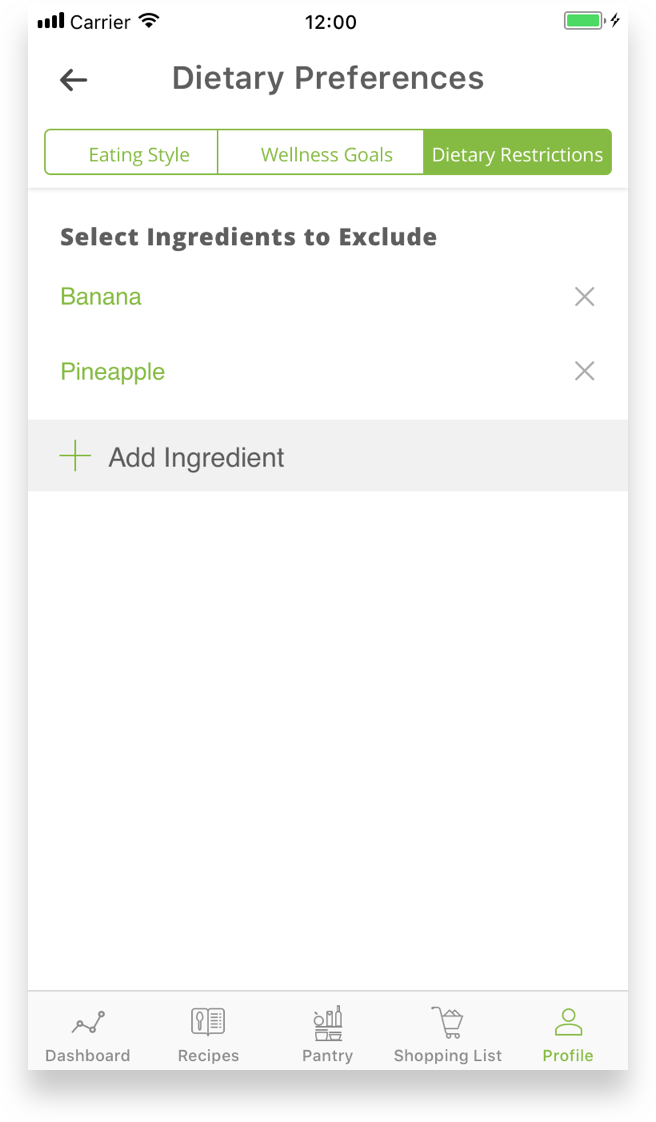 Carrier 12:00
Dietary Preferences
Eating Style Wellness Goals Dietary Restrictions
Select Ingredients to Exclude
Banana
Pineapple
Add Ingredient
Dashboard Recipes Pantry Shopping List Profile